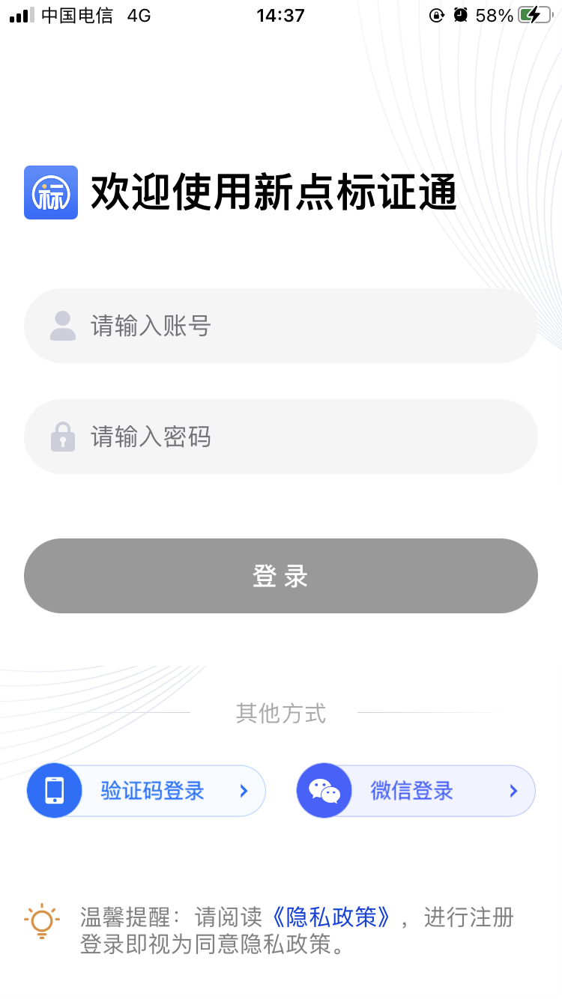 中国电信 4G 14:37 58%
标 欢迎使用新点标证通
请输入账号
请输入密码
登 录
其他方式
验证码登录 微信登录
温馨提醒：请阅读《隐私政策》，进行注册
登录即视为同意隐私政策。